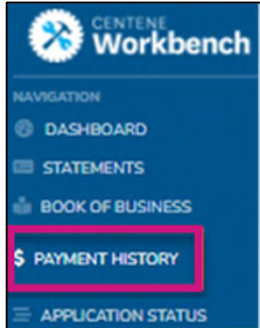 CENTENE
Workbench
NAVIGATION
DASHBOARD
STATEMENTS
BOOK OF BUSINESS
$ PAYMENT HISTORY
APPLICATION STATUS